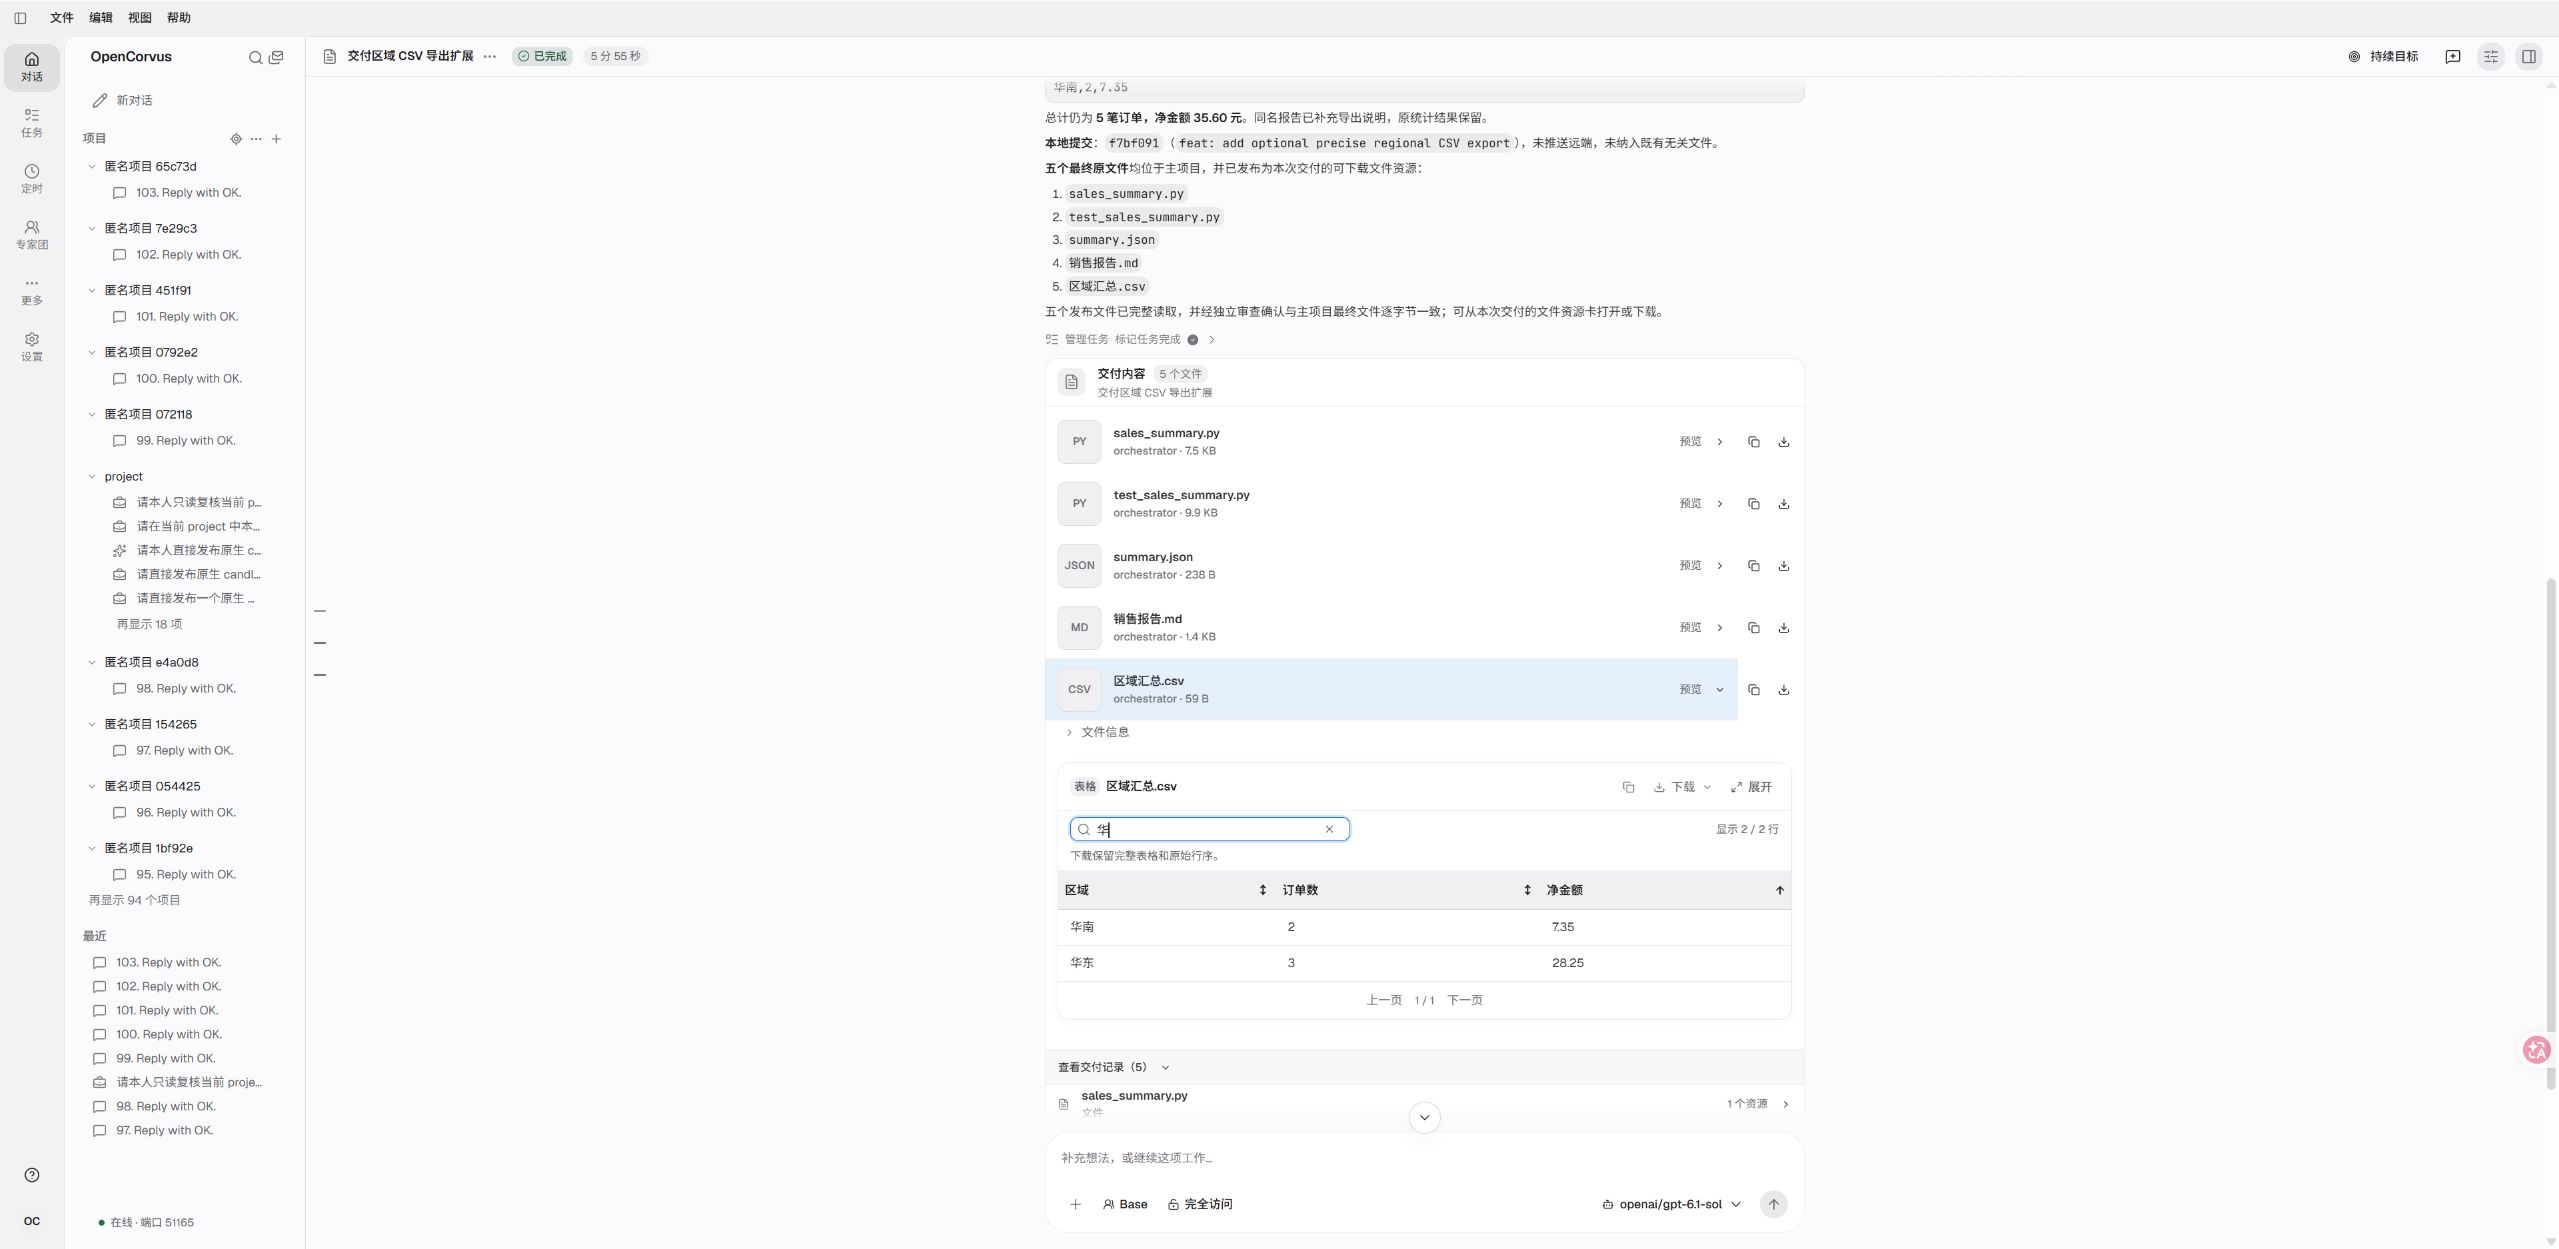 文件 编辑 视图 帮助
对话
任务
定时
专家团
更多
设置
OC
OpenCorvus
新对话
项目
匿名项目 65c73d
103. Reply with OK.
匿名项目 7e29c3
102. Reply with OK.
匿名项目 451f91
101. Reply with OK.
匿名项目 0792e2
100. Reply with OK.
匿名项目 072118
99. Reply with OK.
project
请本人只读复核当前 p...
请在当前 project 中本...
请本人直接发布原生 c...
请直接发布原生 candl...
请直接发布一个原生 ...
再显示 18 项
匿名项目 e4a0d8
98. Reply with OK.
匿名项目 154265
97. Reply with OK.
匿名项目 054425
96. Reply with OK.
匿名项目 1bf92e
95. Reply with OK.
再显示 94 个项目
最近
103. Reply with OK.
102. Reply with OK.
101. Reply with OK.
100. Reply with OK.
99. Reply with OK.
请本人只读复核当前 proje...
98. Reply with OK.
97. Reply with OK.
在线 · 端口 51165
交付区域 CSV 导出扩展 ··· 已完成 5 分 55 秒
持续目标
华南,2,7.35
总计仍为 5 笔订单，净金额 35.60 元。同名报告已补充导出说明，原统计结果保留。
本地提交： f7bf091 （ feat: add optional precise regional CSV export ），未推送远端，未纳入既有无关文件。
五个最终原文件均位于主项目，并已发布为本次交付的可下载文件资源：
1. sales_summary.py
2. test_sales_summary.py
3. summary.json
4. 销售报告.md
5. 区域汇总.csv
五个发布文件已完整读取，并经独立审查确认与主项目最终文件逐字节一致；可从本次交付的文件资源卡打开或下载。
管理任务 标记任务完成
交付内容 5 个文件
交付区域 CSV 导出扩展
PY sales_summary.py 预览
orchestrator · 7.5 KB
PY test_sales_summary.py 预览
orchestrator · 9.9 KB
JSON summary.json 预览
orchestrator · 238 B
MD 销售报告.md 预览
orchestrator · 1.4 KB
CSV 区域汇总.csv 预览
orchestrator · 59 B
文件信息
表格 区域汇总.csv 下载 展开
华 显示 2 / 2 行
下载保留完整表格和原始行序。
区域 订单数 净金额
华南 2 7.35
华东 3 28.25
上一页 1 / 1 下一页
查看交付记录（5）
sales_summary.py 1 个资源
文件
补充想法，或继续这项工作...
Base 完全访问 openai/gpt-6.1-sol